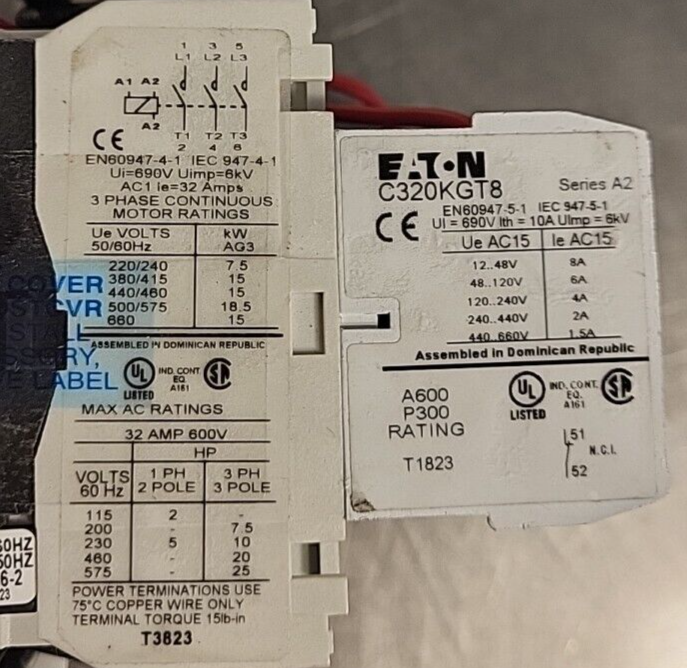 1 3 5
L1 L2 L3
A1 A2
A2
T1 T2 T3
2 4 6
CE
EN60947-4-1 IEC 947-4-1
Ui=690V Uimp=6kV
AC1 Ie=32 Amps
3 PHASE CONTINUOUS
MOTOR RATINGS
Ue VOLTS kW
50/60Hz AG3
220/240 7.5
380/415 15
440/460 15
500/575 18.5
660 15
ASSEMBLED IN DOMINICAN REPUBLIC
UL IND. CONT. SA
EQ.
LISTED A161
MAX AC RATINGS
32 AMP 600V
HP
VOLTS 1 PH 3 PH
60 Hz 2 POLE 3 POLE
115 2 -
200 - 7.5
230 5 10
460 - 20
575 - 25
POWER TERMINATIONS USE
75°C COPPER WIRE ONLY
TERMINAL TORQUE 15lb-in
T3823
COVER
LABEL
60HZ
50HZ
6-2
23
EATON
C320KGT8 Series A2
CE EN60947-5-1 IEC 947-5-1
Ui = 690V Ith = 10A UImp = 6kV
Ue AC15 Ie AC15
12..48V 8A
48..120V 6A
120..240V 4A
240..440V 2A
440..660V 1.5A
Assembled in Dominican Republic
A600
P300
RATING
T1823
UL IND. CONT. SA
EQ.
LISTED A161
51
N.C.I.
52